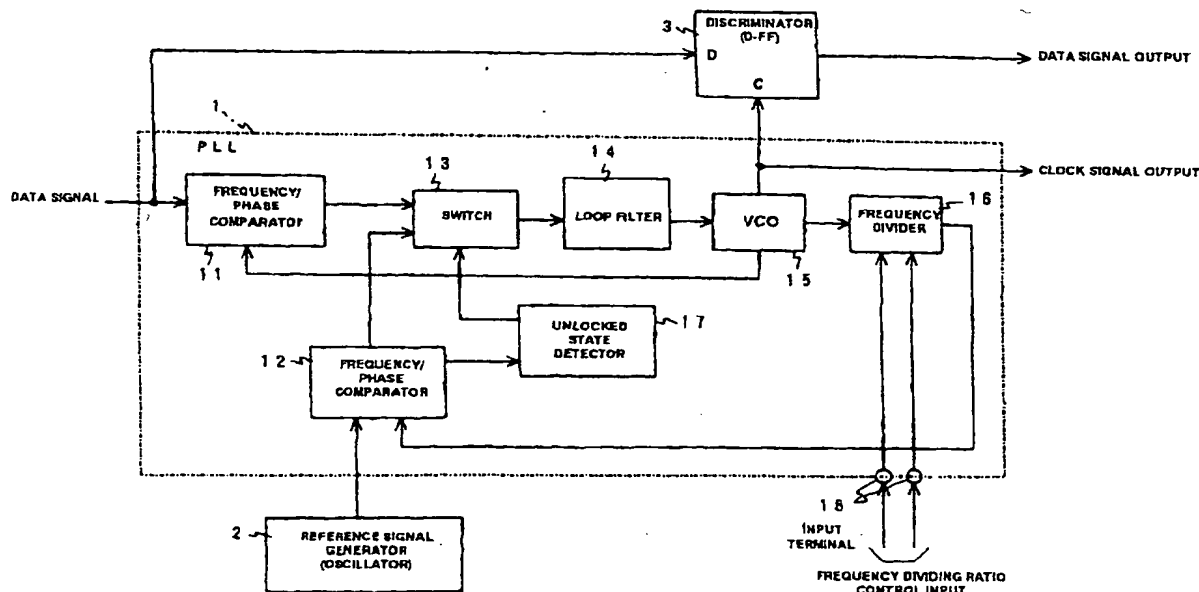 3
DISCRIMINATOR
(D-FF)
D
C
DATA SIGNAL OUTPUT
1
PLL
DATA SIGNAL
FREQUENCY/
PHASE
COMPARATOR
11
13
SWITCH
14
LOOP FILTER
VCO
15
CLOCK SIGNAL OUTPUT
16
FREQUENCY
DIVIDER
UNLOCKED
STATE
DETECTOR
17
12
FREQUENCY/
PHASE
COMPARATOR
2
REFERENCE SIGNAL
GENERATOR
(OSCILLATOR)
18
INPUT
TERMINAL
FREQUENCY DIVIDING RATIO
CONTROL INPUT